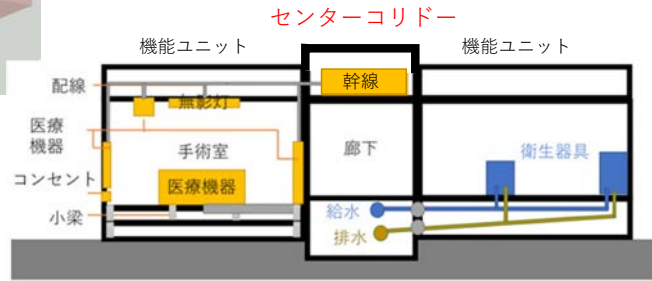 センターコリドー
機能ユニット
機能ユニット
配線
幹線
無影灯
医療
機器
手術室
廊下
衛生器具
コンセント
医療機器
給水
小梁
排水